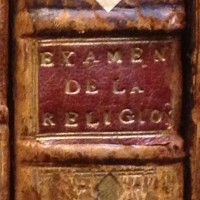 EXAMEN
DE LA
RELIGIO